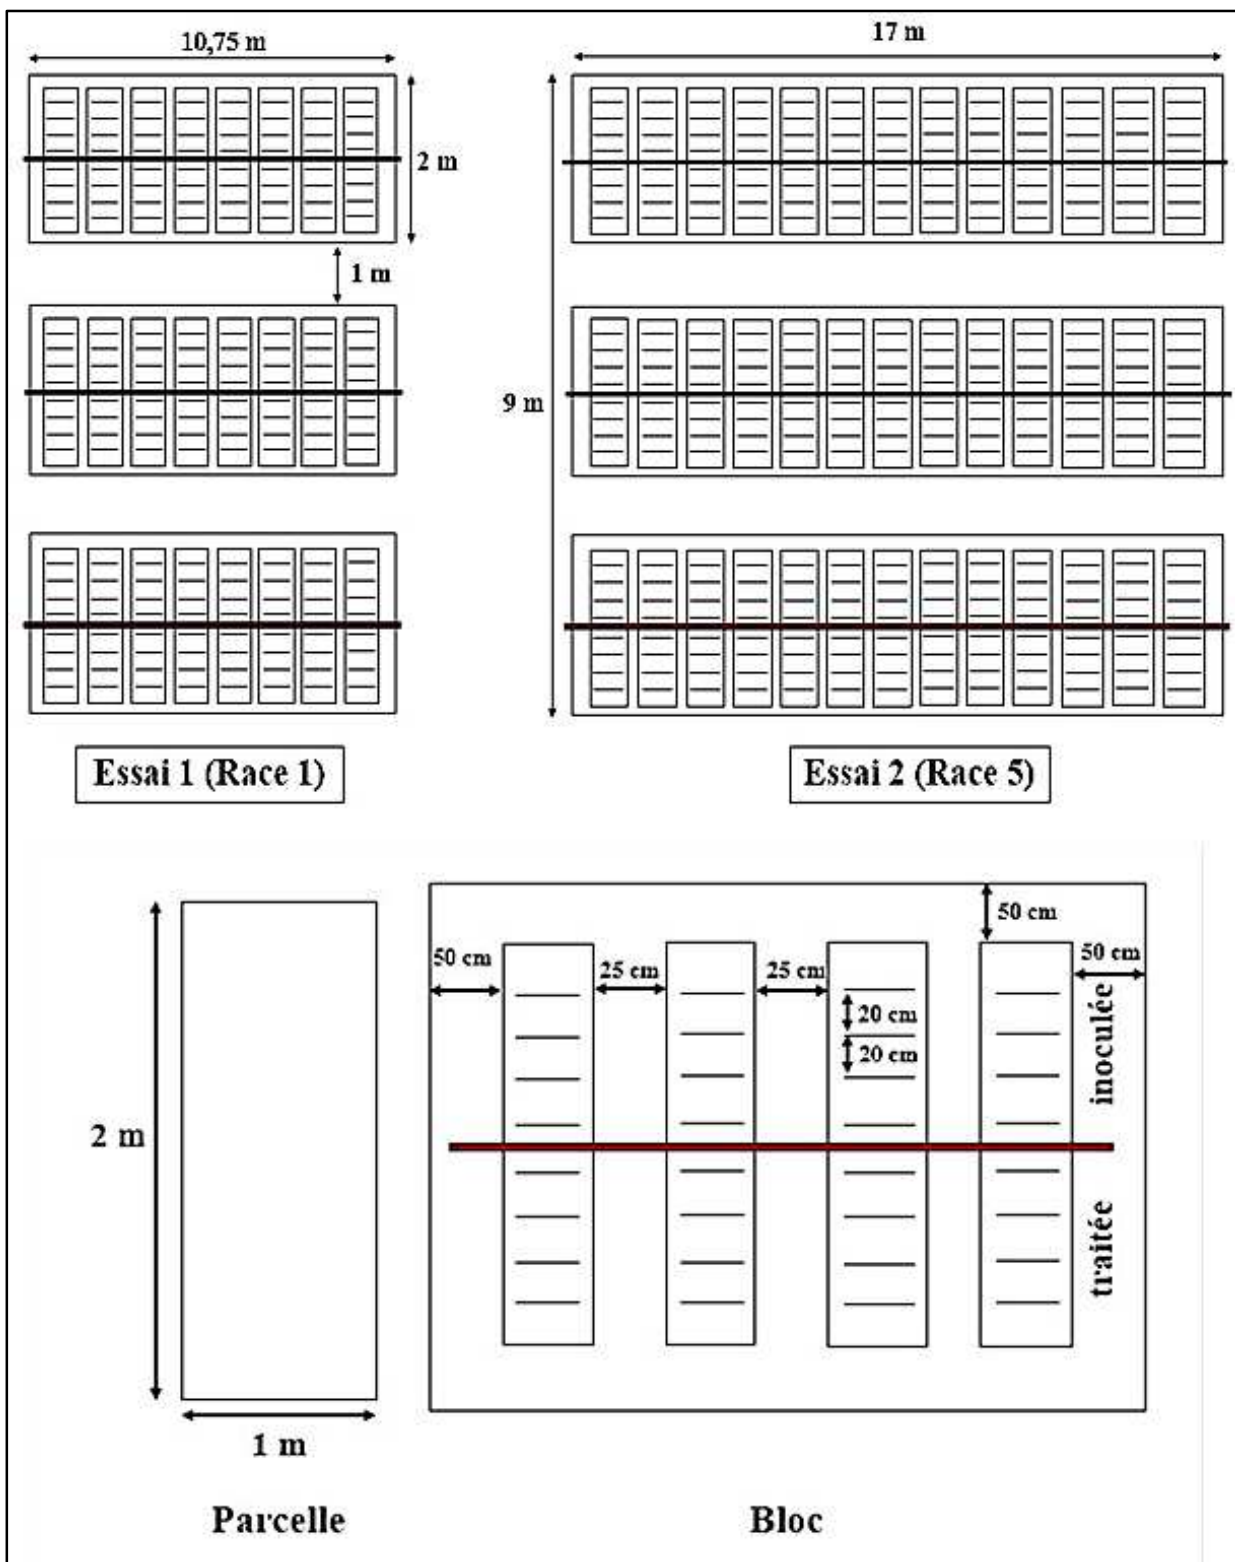 10,75 m
17 m
2 m
1 m
9 m
Essai 1 (Race 1)
Essai 2 (Race 5)
50 cm
50 cm
50 cm
25 cm
25 cm
20 cm
20 cm
inoculée
2 m
traitée
1 m
Parcelle
Bloc